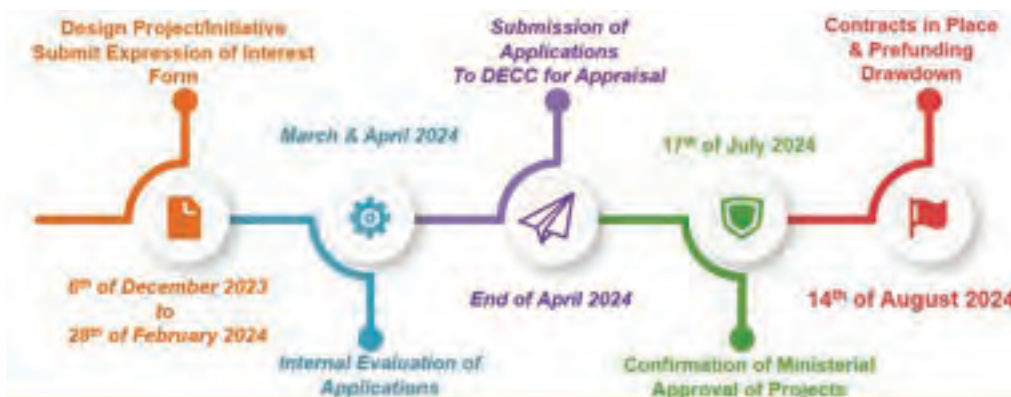 Design Project/Initiative
Submit Expression of Interest
Form
6th of December 2023
to
28th of February 2024
March & April 2024
Internal Evaluation of
Applications
Submission of
Applications
To DECC for Appraisal
End of April 2024
17th of July 2024
Confirmation of Ministerial
Approval of Projects
Contracts in Place
& Prefunding
Drawdown
14th of August 2024